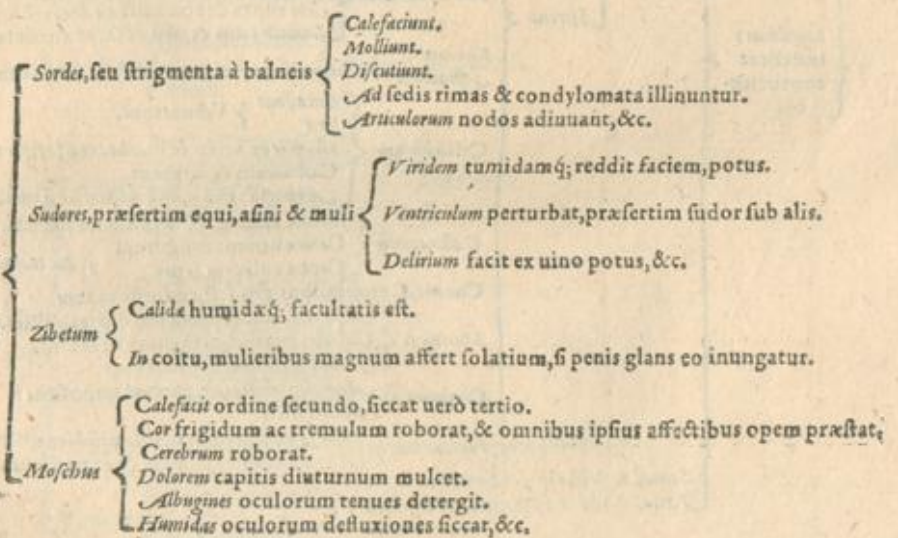 Calefaciunt.
Molliunt.
Sordes, seu strigmenta à balneis
Discutiunt.
Ad sedis rimas & condylomata illinuntur.
Articulorum nodos adiuuant, &c.
Viridem tumidamq́; reddit faciem, potus.
Sudores, præsertim equi, asini & muli
Ventriculum perturbat, præsertim sudor sub alis.
Delirium facit ex uino potus, &c.
Calidæ humidæq́; facultatis est.
Zibetum
In coitu, mulieribus magnum affert solatium, si penis glans eo inungatur.
Calefacit ordine secundo, siccat uerò tertio.
Cor frigidum ac tremulum roborat, & omnibus ipsius affectibus opem præstat.
Cerebrum roborat.
Moschus
Dolorem capitis diuturnum mulcet.
Albugines oculorum tenues detergit.
Humidas oculorum defluxiones siccat, &c.